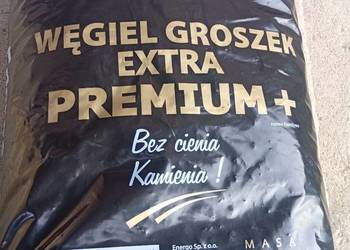 WĘGIEL GROSZEK
EXTRA
PREMIUM +
Bez cienia
Kamienia !
Energo Sp. z o.o.
MASA